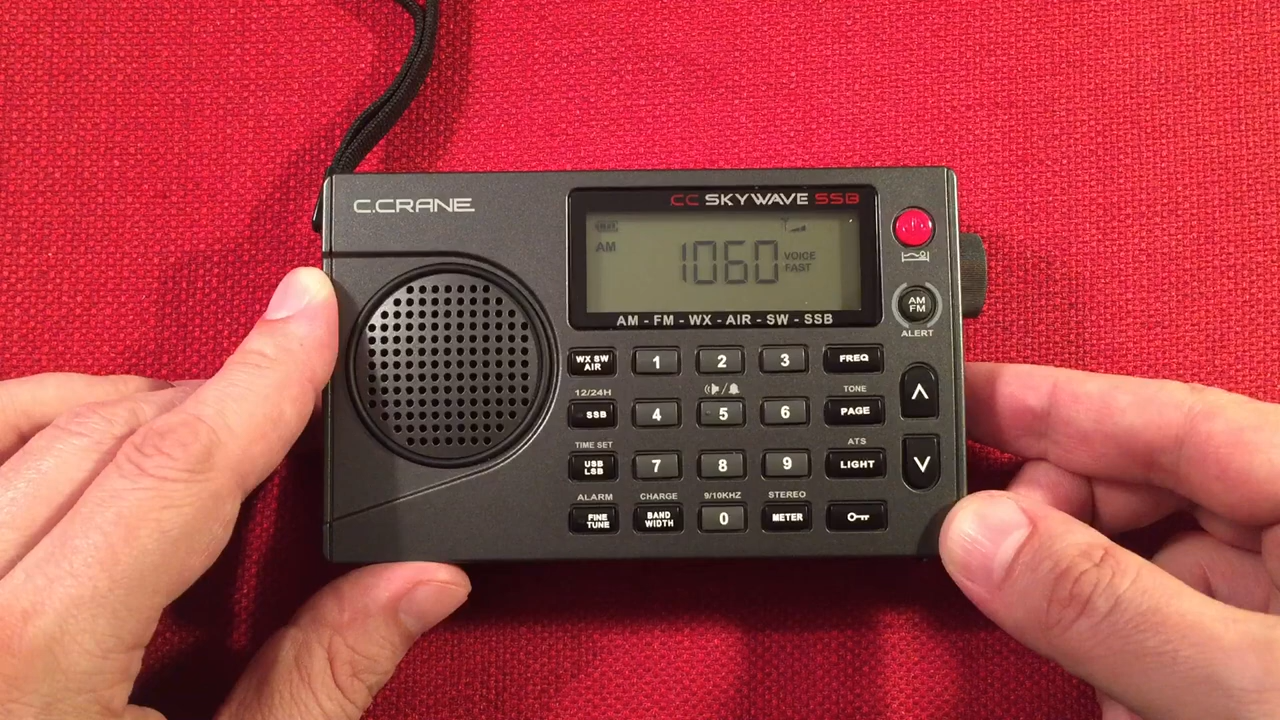 C.CRANE
CC SKYWAVE SSB
AM
1060
VOICE
FAST
AM - FM - WX - AIR - SW - SSB
AM
FM
ALERT
WX SW
AIR
1
2
3
FREQ
12/24H
TONE
SSB
4
5
6
PAGE
TIME SET
ATS
USB
LSB
7
8
9
LIGHT
ALARM
CHARGE
9/10KHZ
STEREO
FINE
TUNE
BAND
WIDTH
0
METER